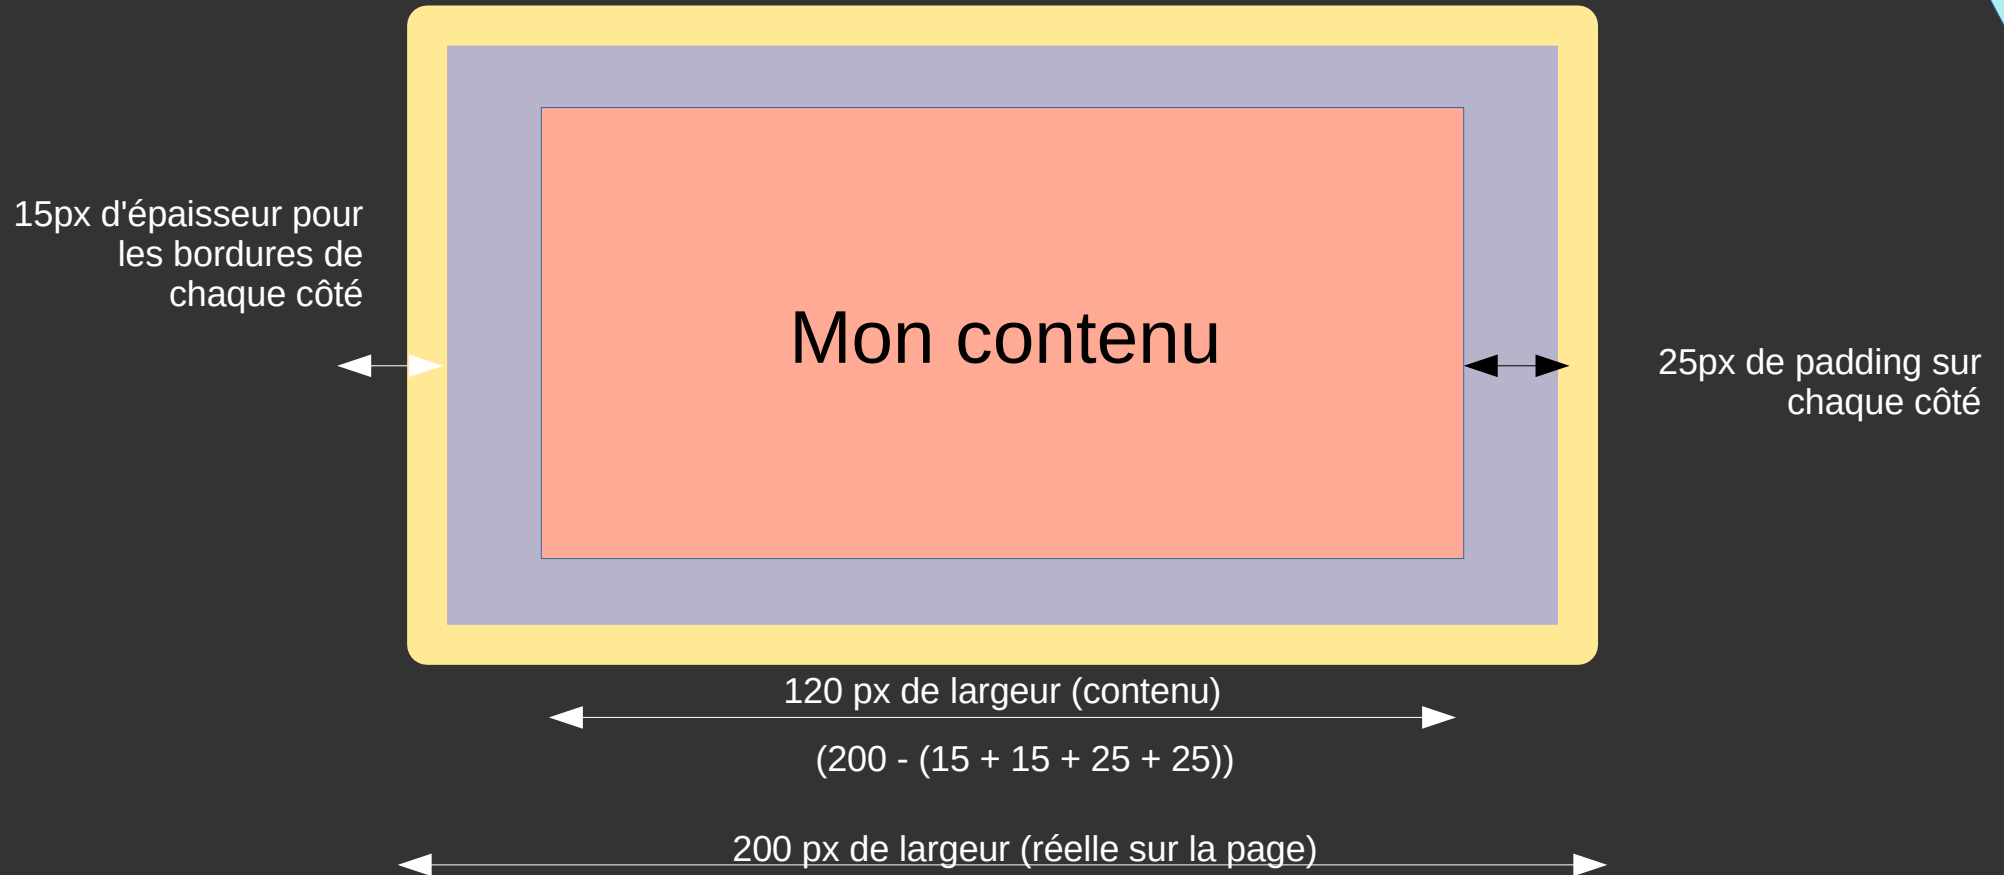 15px d'épaisseur pour
les bordures de
chaque côté
Mon contenu
25px de padding sur
chaque côté
120 px de largeur (contenu)
(200 - (15 + 15 + 25 + 25))
200 px de largeur (réelle sur la page)